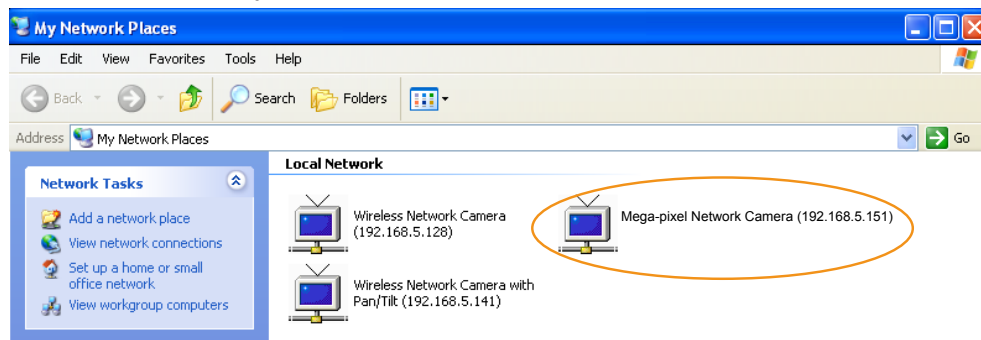 My Network Places
File Edit View Favorites Tools Help
Back Search Folders
Address My Network Places Go
Local Network
Network Tasks
Add a network place
View network connections
Set up a home or small
office network
View workgroup computers
Wireless Network Camera
(192.168.5.128)
Mega-pixel Network Camera (192.168.5.151)
Wireless Network Camera with
Pan/Tilt (192.168.5.141)